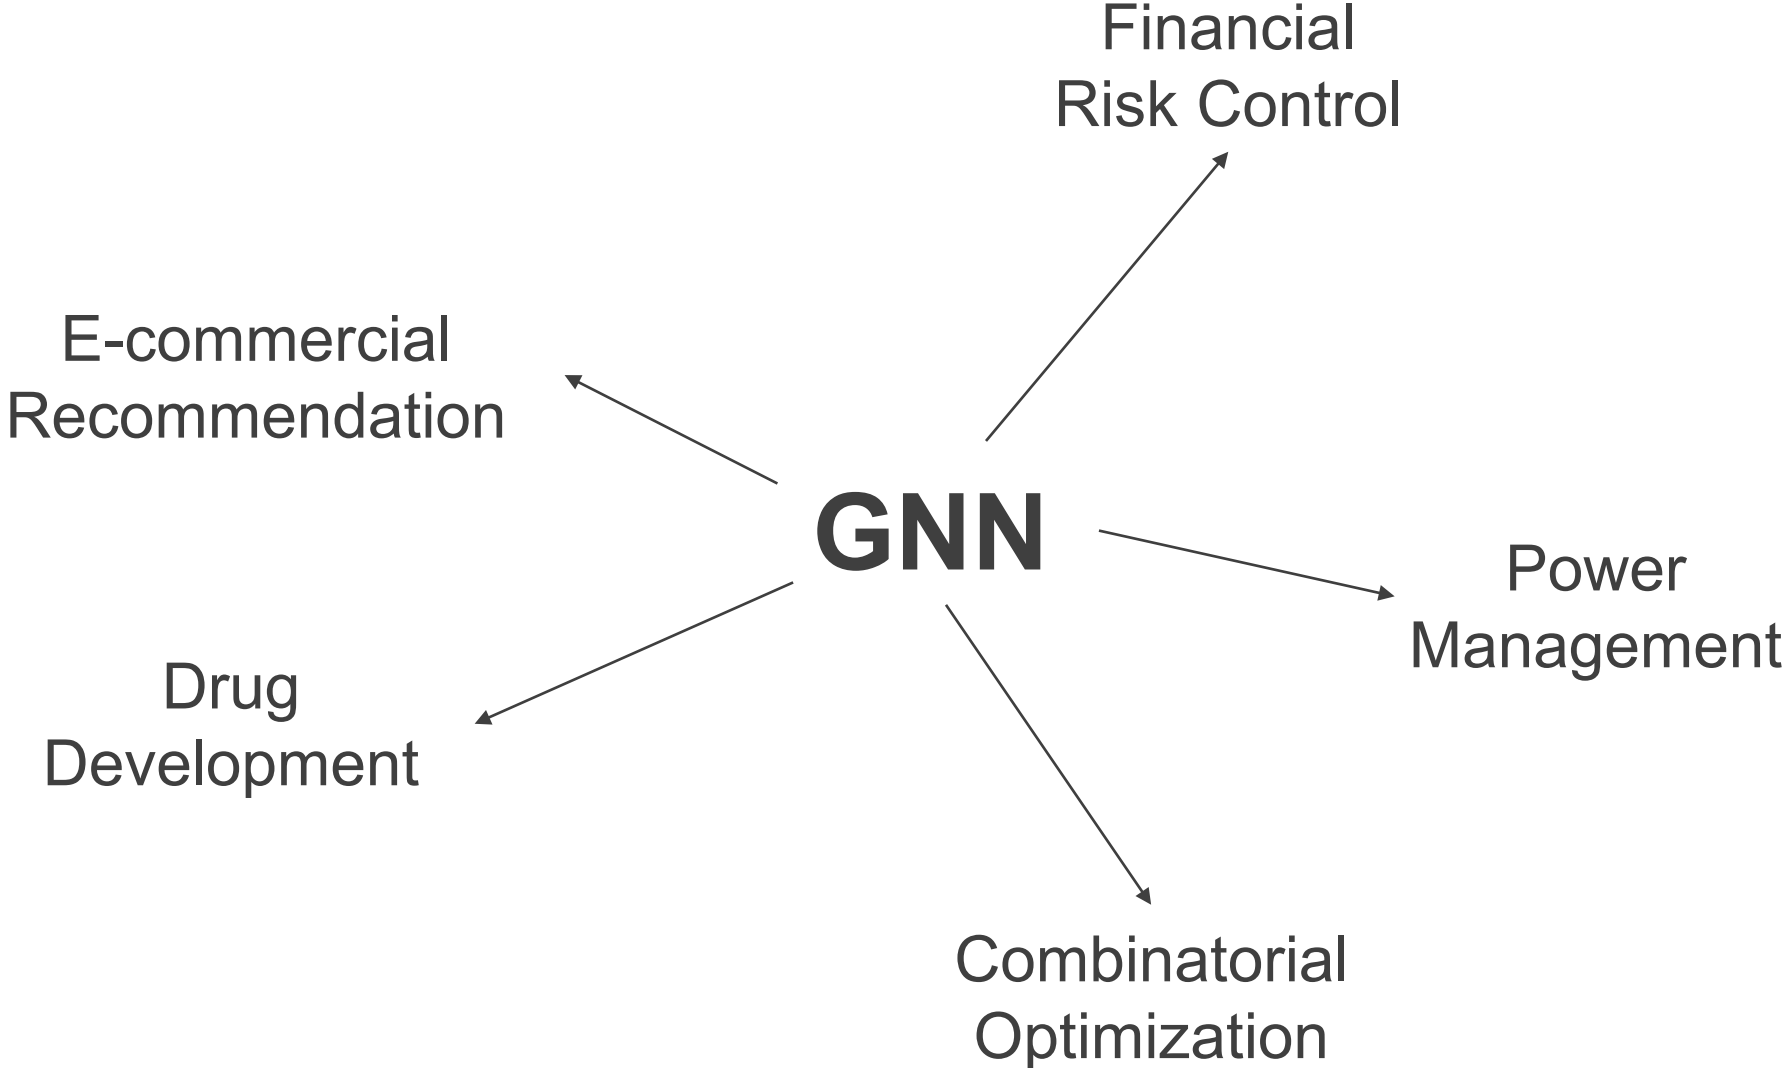 Financial
Risk Control
E-commercial
Recommendation
GNN
Power
Management
Drug
Development
Combinatorial
Optimization